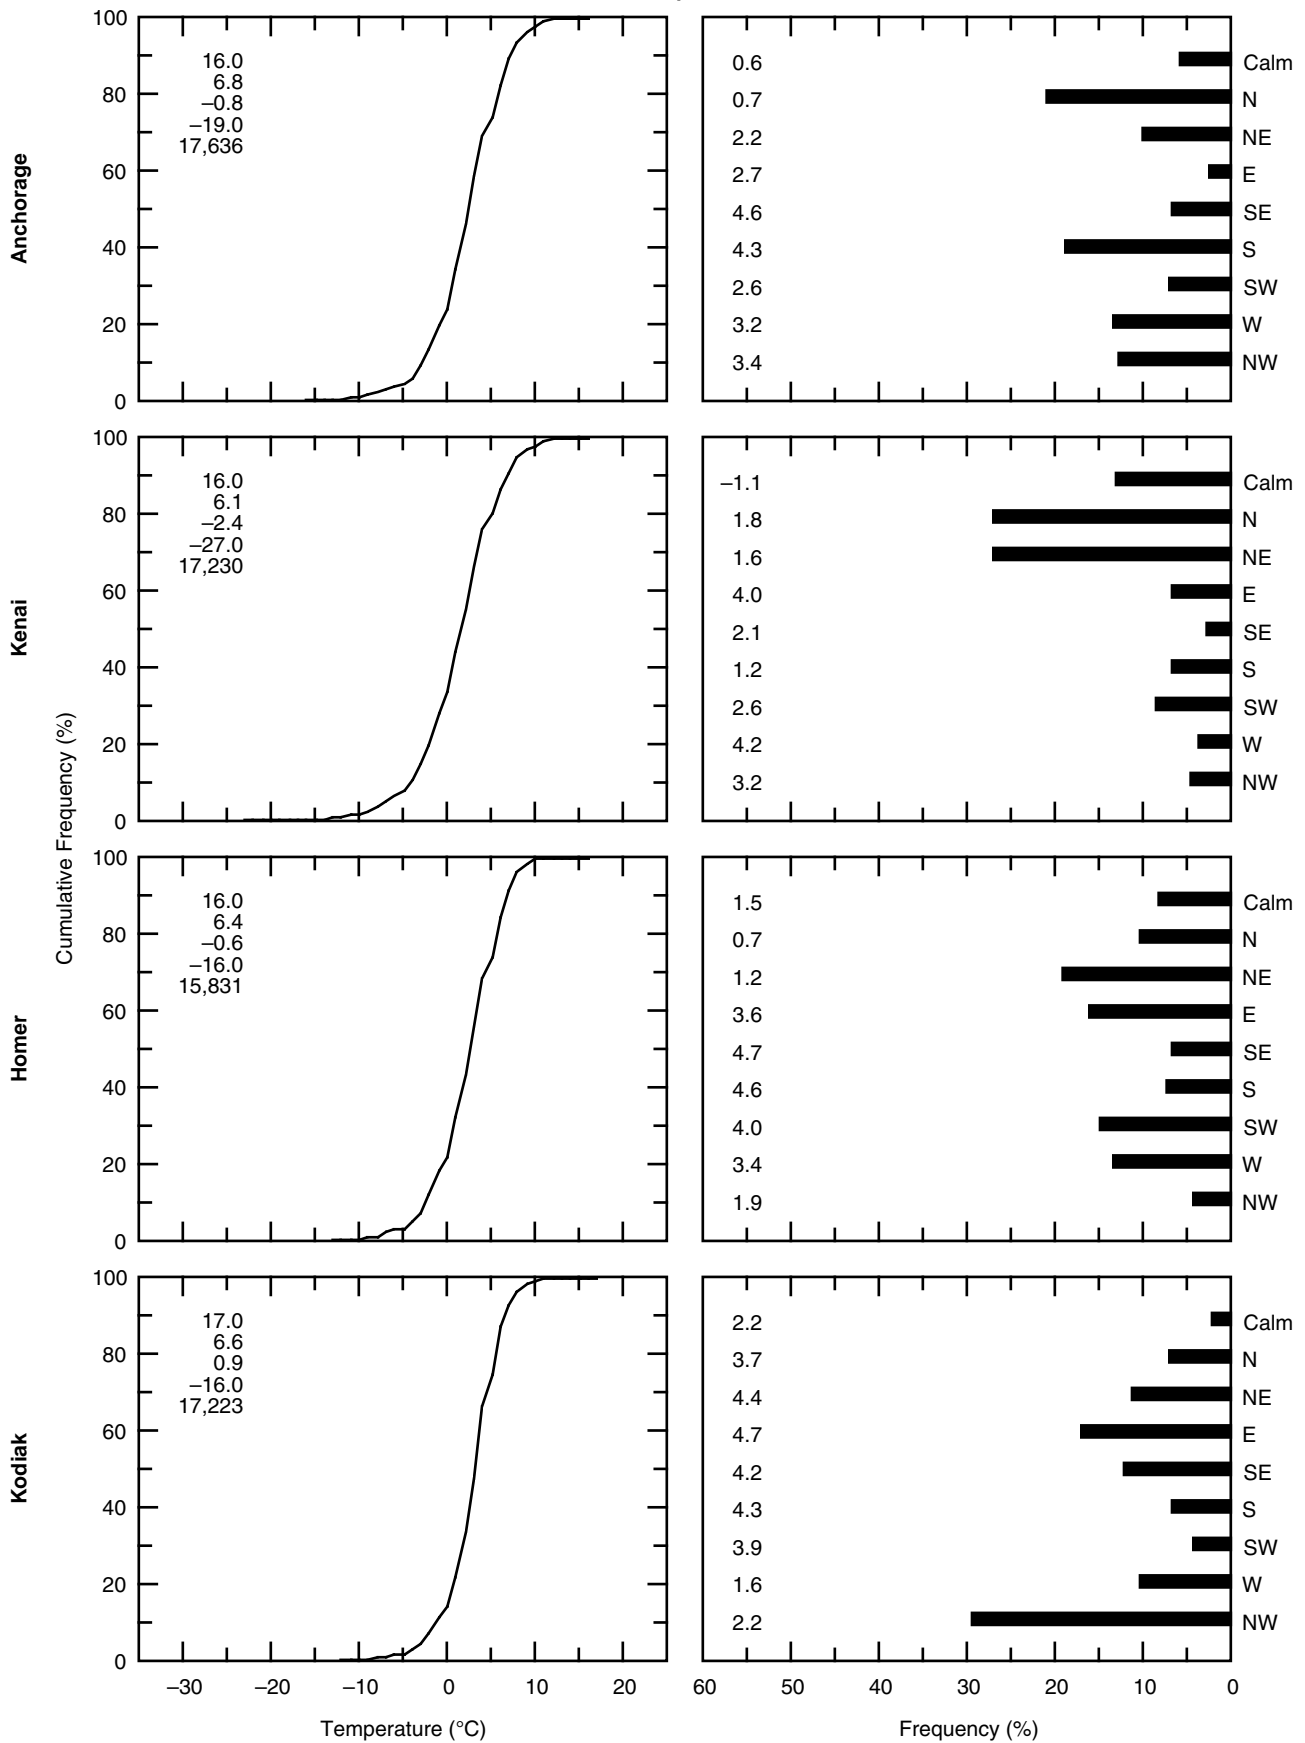 Anchorage
100
80
60
40
20
0
16.0
6.8
–0.8
–19.0
17,636
0.6 Calm
0.7 N
2.2 NE
2.7 E
4.6 SE
4.3 S
2.6 SW
3.2 W
3.4 NW
Kenai
100
80
60
40
20
0
16.0
6.1
–2.4
–27.0
17,230
–1.1 Calm
1.8 N
1.6 NE
4.0 E
2.1 SE
1.2 S
2.6 SW
4.2 W
3.2 NW
Cumulative Frequency (%)
Homer
100
80
60
40
20
0
16.0
6.4
–0.6
–16.0
15,831
1.5 Calm
0.7 N
1.2 NE
3.6 E
4.7 SE
4.6 S
4.0 SW
3.4 W
1.9 NW
Kodiak
100
80
60
40
20
0
17.0
6.6
0.9
–16.0
17,223
2.2 Calm
3.7 N
4.4 NE
4.7 E
4.2 SE
4.3 S
3.9 SW
1.6 W
2.2 NW
–30 –20 –10 0 10 20
60 50 40 30 20 10 0
Temperature (°C)
Frequency (%)